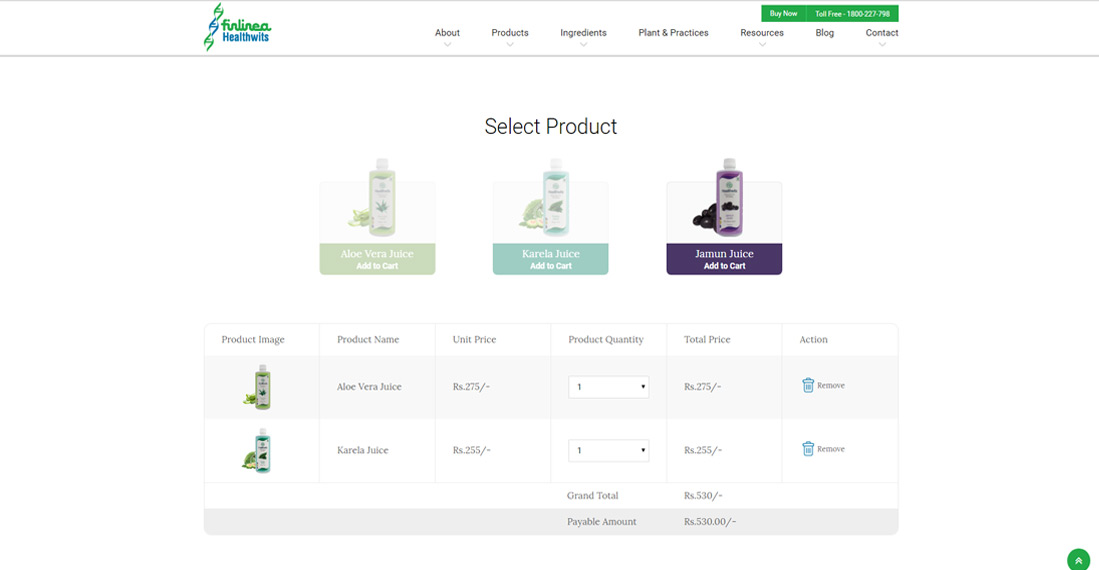 finlinea
Healthwits
Buy Now
Toll Free - 1800-227-798
About
Products
Ingredients
Plant & Practices
Resources
Blog
Contact
Select Product
Aloe Vera Juice
Add to Cart
Karela Juice
Add to Cart
Jamun Juice
Add to Cart
Product Image Product Name Unit Price Product Quantity Total Price Action
Aloe Vera Juice Rs.275/- 1 Rs.275/- Remove
Karela Juice Rs.255/- 1 Rs.255/- Remove
Grand Total Rs.530/-
Payable Amount Rs.530.00/-